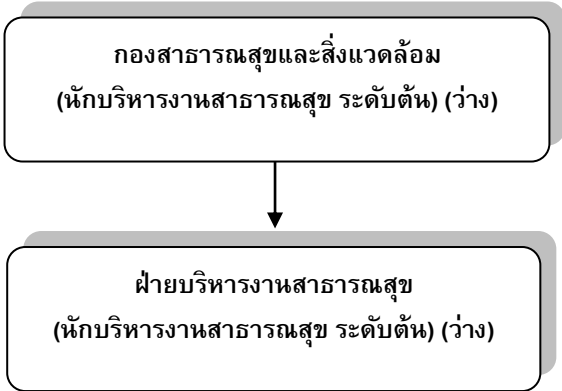 กองสาธารณสุขและสิ่งแวดล้อม
(นักบริหารงานสาธารณสุข ระดับต้น) (ว่าง)
ฝ่ายบริหารงานสาธารณสุข
(นักบริหารงานสาธารณสุข ระดับต้น) (ว่าง)